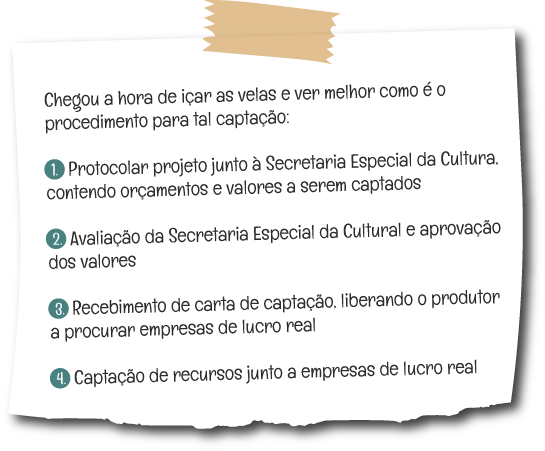 Chegou a hora de içar as velas e ver melhor como é o
procedimento para tal captação:
1. Protocolar projeto junto à Secretaria Especial da Cultura,
contendo orçamentos e valores a serem captados
2. Avaliação da Secretaria Especial da Cultural e aprovação
dos valores
3. Recebimento de carta de captação, liberando o produtor
a procurar empresas de lucro real
4. Captação de recursos junto a empresas de lucro real